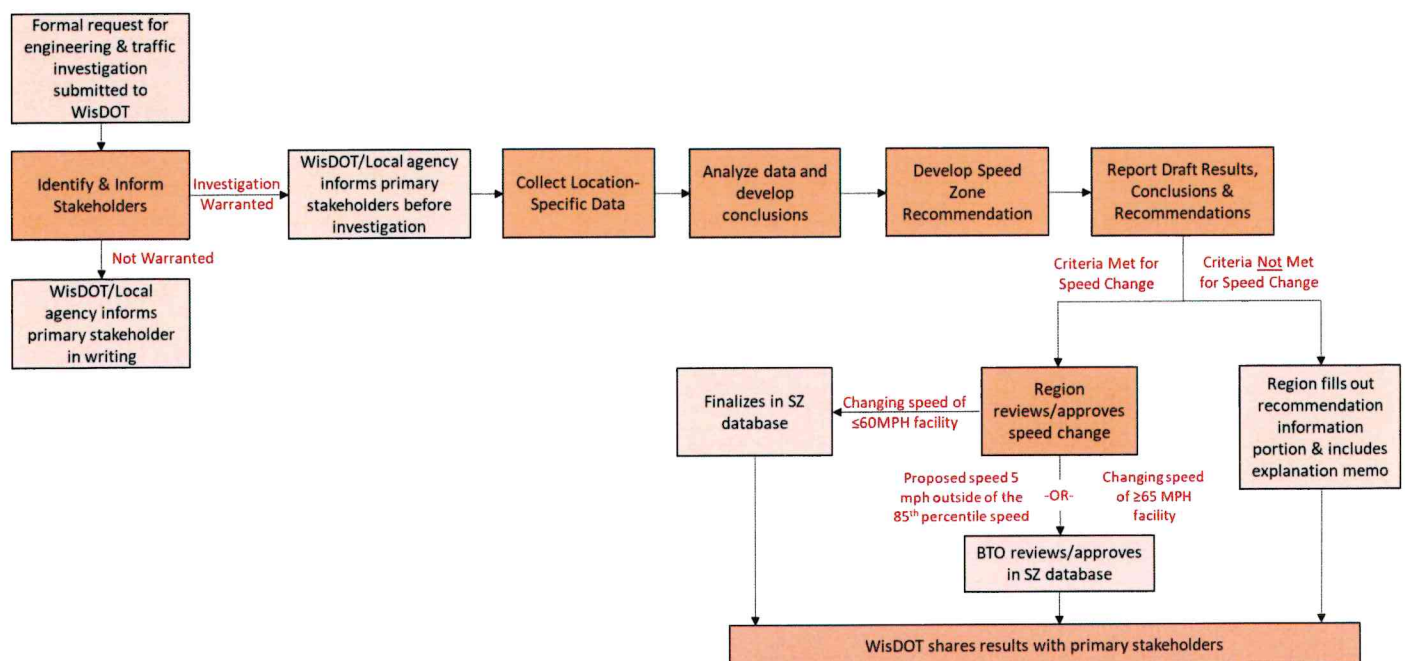 Formal request for
engineering & traffic
investigation
submitted to
WisDOT
Identify & Inform
Stakeholders
Investigation
Warranted
Not Warranted
WisDOT/Local
agency informs
primary stakeholder
in writing
WisDOT/Local agency
informs primary
stakeholders before
investigation
Collect Location-
Specific Data
Analyze data and
develop
conclusions
Develop Speed
Zone
Recommendation
Report Draft Results,
Conclusions &
Recommendations
Criteria Met for
Speed Change
Criteria Not Met
for Speed Change
Region
reviews/approves
speed change
Changing speed of
≤60MPH facility
Finalizes in SZ
database
Region fills out
recommendation
information
portion & includes
explanation memo
Proposed speed 5
mph outside of the
85th percentile speed
-OR-
Changing speed
of ≥65 MPH
facility
BTO reviews/approves
in SZ database
WisDOT shares results with primary stakeholders